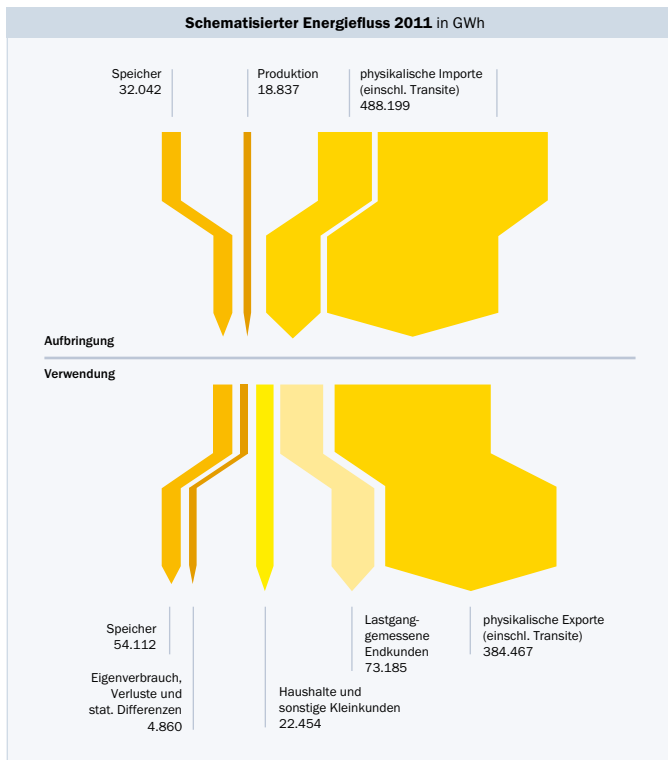 Schematisierter Energiefluss 2011 in GWh
Speicher
32.042
Produktion
18.837
physikalische Importe
(einschl. Transite)
488.199
Aufbringung
Verwendung
Speicher
54.112
Eigenverbrauch,
Verluste und
stat. Differenzen
4.860
Haushalte und
sonstige Kleinkunden
22.454
Lastgang-
gemessene
Endkunden
73.185
physikalische Exporte
(einschl. Transite)
384.467